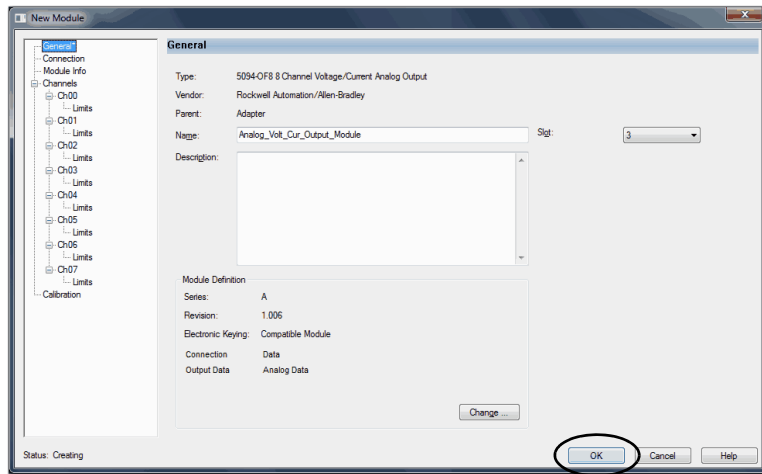 New Module
General*
Connection
Module Info
Channels
Ch00
Limits
Ch01
Limits
Ch02
Limits
Ch03
Limits
Ch04
Limits
Ch05
Limits
Ch06
Limits
Ch07
Limits
Calibration
General
Type: 5094-OF8 8 Channel Voltage/Current Analog Output
Vendor: Rockwell Automation/Allen-Bradley
Parent: Adapter
Name: Analog_Volt_Cur_Output_Module Slot: 3
Description:
Module Definition
Series: A
Revision: 1.006
Electronic Keying: Compatible Module
Connection Data
Output Data Analog Data
Change ...
Status: Creating
OK Cancel Help